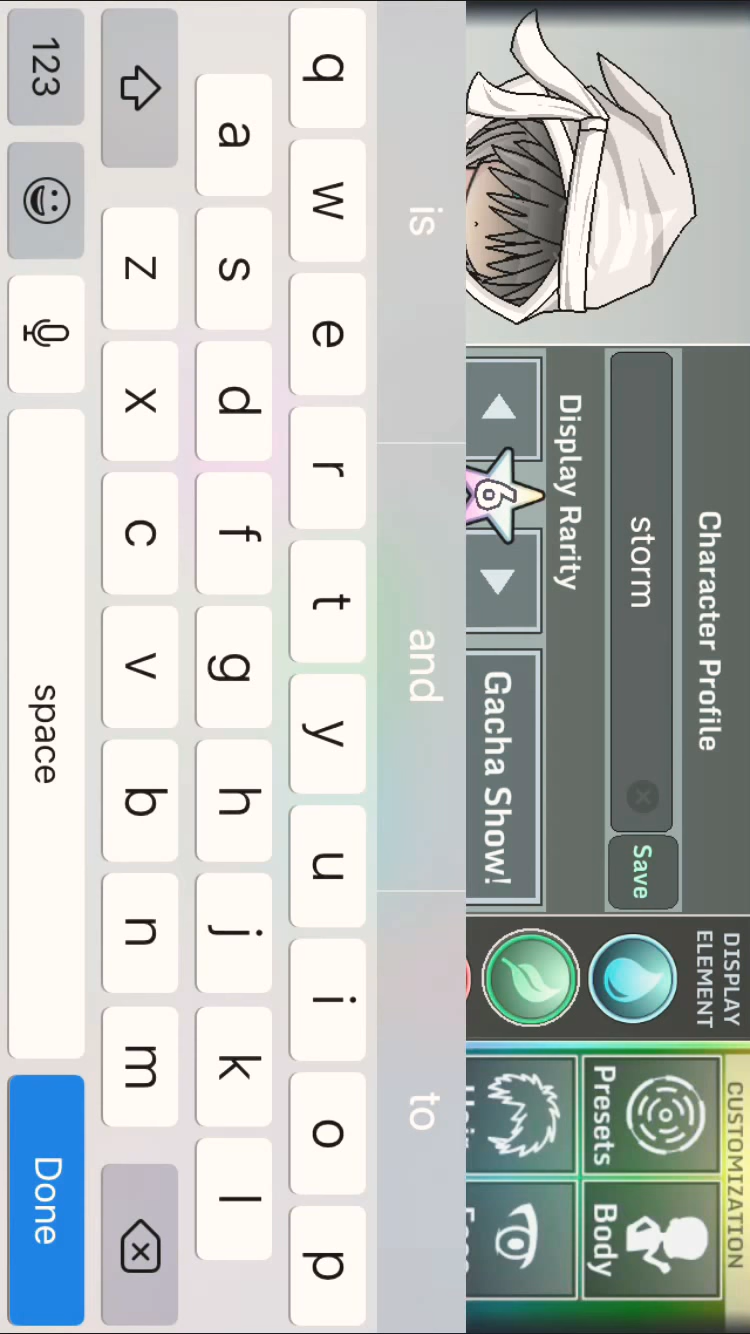 Character Profile
storm
Save
Display Rarity
6
Gacha Show!
DISPLAY
ELEMENT
CUSTOMIZATION
Presets
Body
Hair
is
and
to
q w e r t y u i o p
a s d f g h j k l
z x c v b n m
123
space
Done